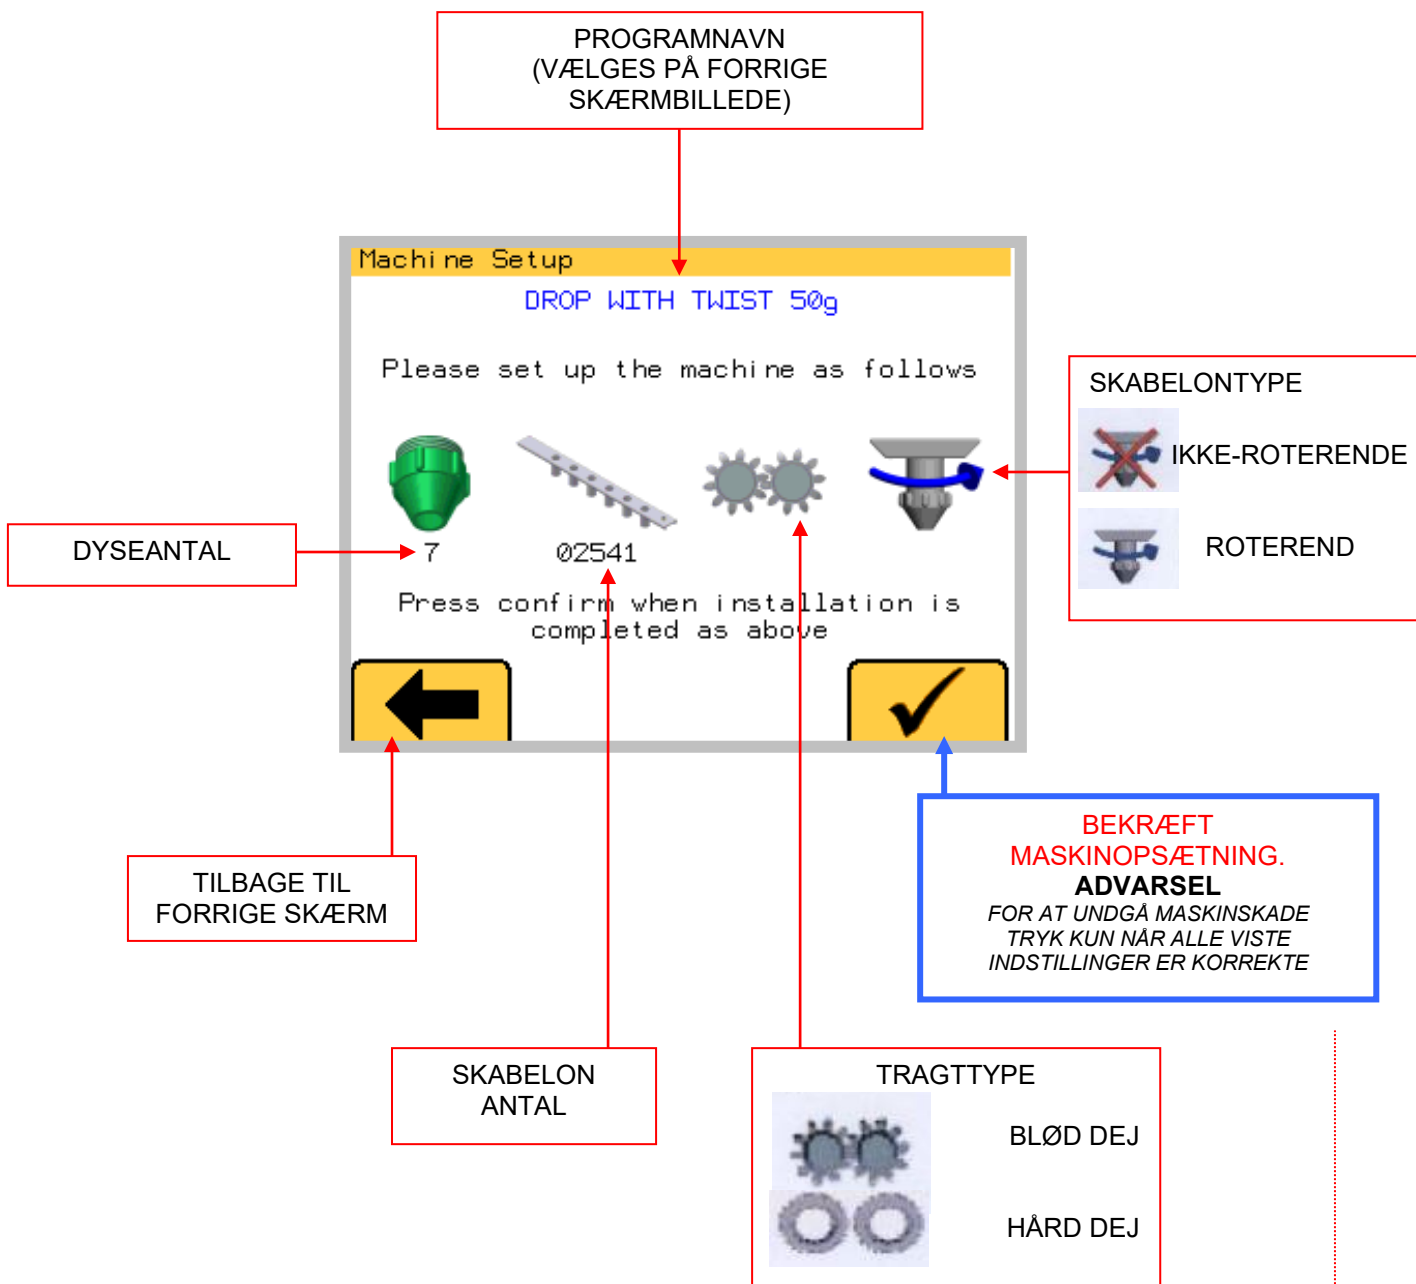 PROGRAMNAVN
(VÆLGES PÅ FORRIGE
SKÆRMBILLEDE)
Machine Setup
DROP WITH TWIST 50g
Please set up the machine as follows
SKABELONTYPE
IKKE-ROTERENDE
ROTEREND
DYSEANTAL
7
02541
Press confirm when installation is
completed as above
TILBAGE TIL
FORRIGE SKÆRM
BEKRÆFT
MASKINOPSÆTNING.
ADVARSEL
FOR AT UNDGÅ MASKINSKADE
TRYK KUN NÅR ALLE VISTE
INDSTILLINGER ER KORREKTE
SKABELON
ANTAL
TRAGTTYPE
BLØD DEJ
HÅRD DEJ